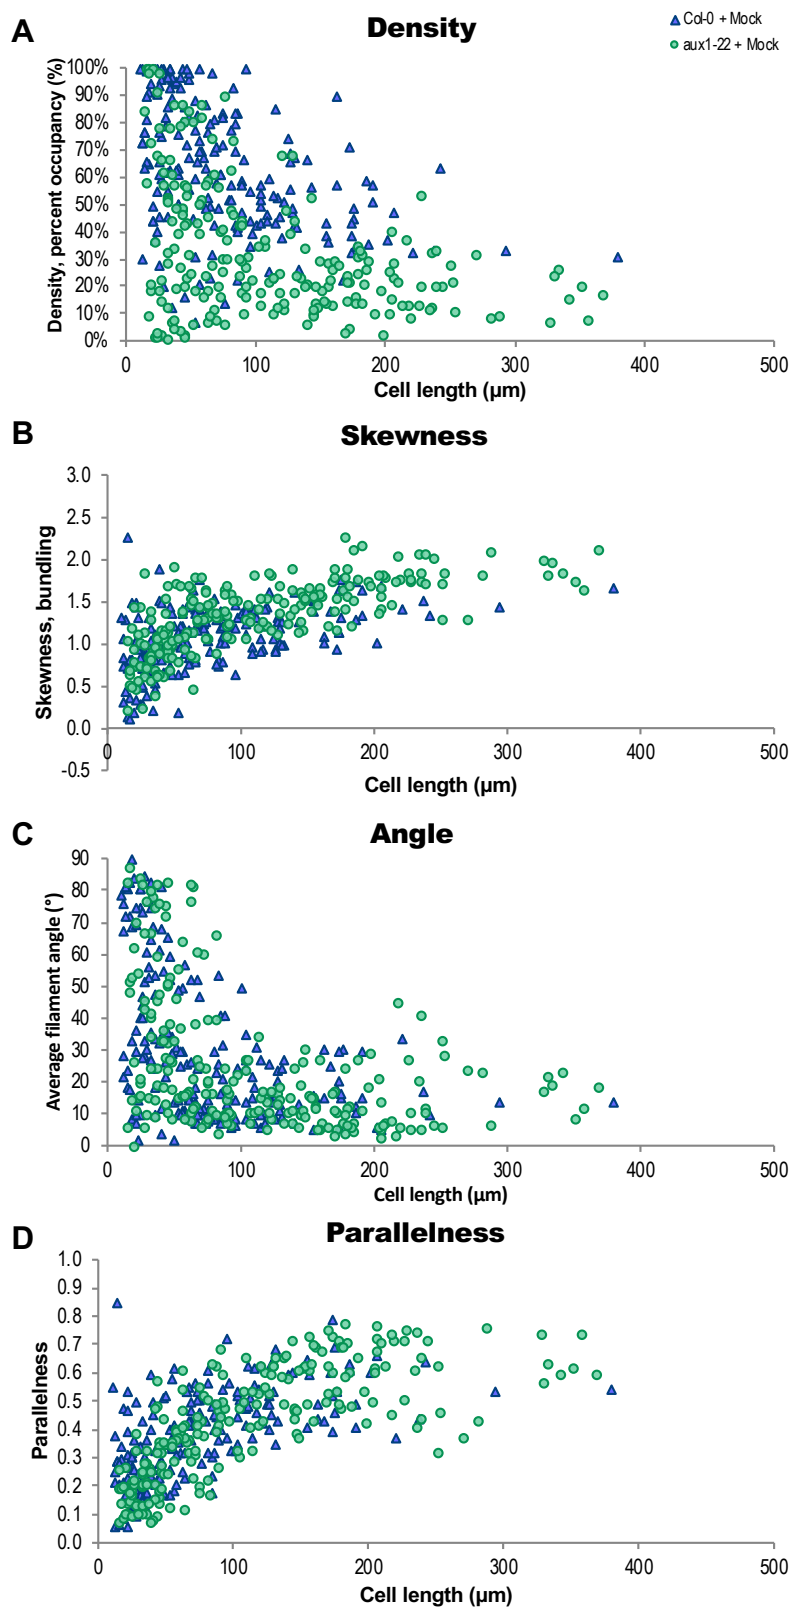 A
Density
Col-0 + Mock
aux1-22 + Mock
Density, percent occupancy (%)
100%
90%
80%
70%
60%
50%
40%
30%
20%
10%
0%
0 100 200 300 400 500
Cell length (µm)
B
Skewness
Skewness, bundling
3.0
2.5
2.0
1.5
1.0
0.5
0.0
-0.5
0 100 200 300 400 500
Cell length (µm)
C
Angle
Average filament angle (°)
90
80
70
60
50
40
30
20
10
0
0 100 200 300 400 500
Cell length (µm)
D
Parallelness
Parallelness
1.0
0.9
0.8
0.7
0.6
0.5
0.4
0.3
0.2
0.1
0.0
0 100 200 300 400 500
Cell length (µm)